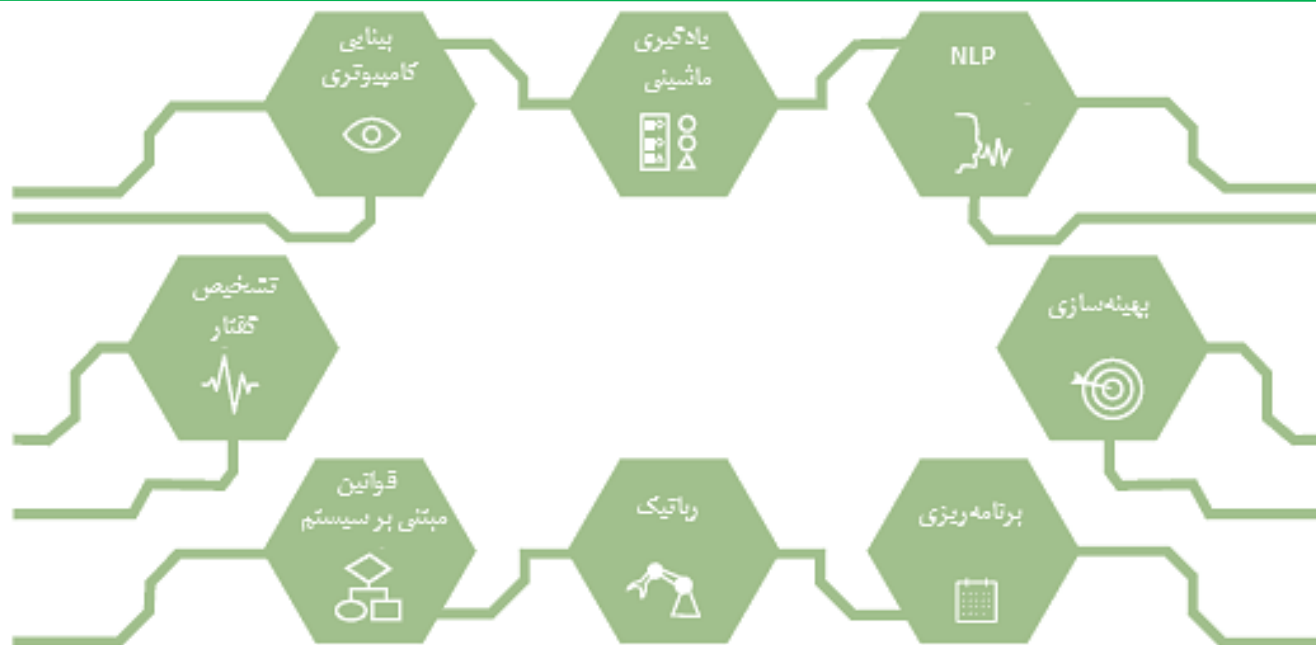 NLP
یادگیری
ماشینی
بینایی
کامپیوتری
بهینه‌سازی
تشخیص
گفتار
برنامه‌ریزی
رباتیک
قوانین
مبتنی بر سیستم